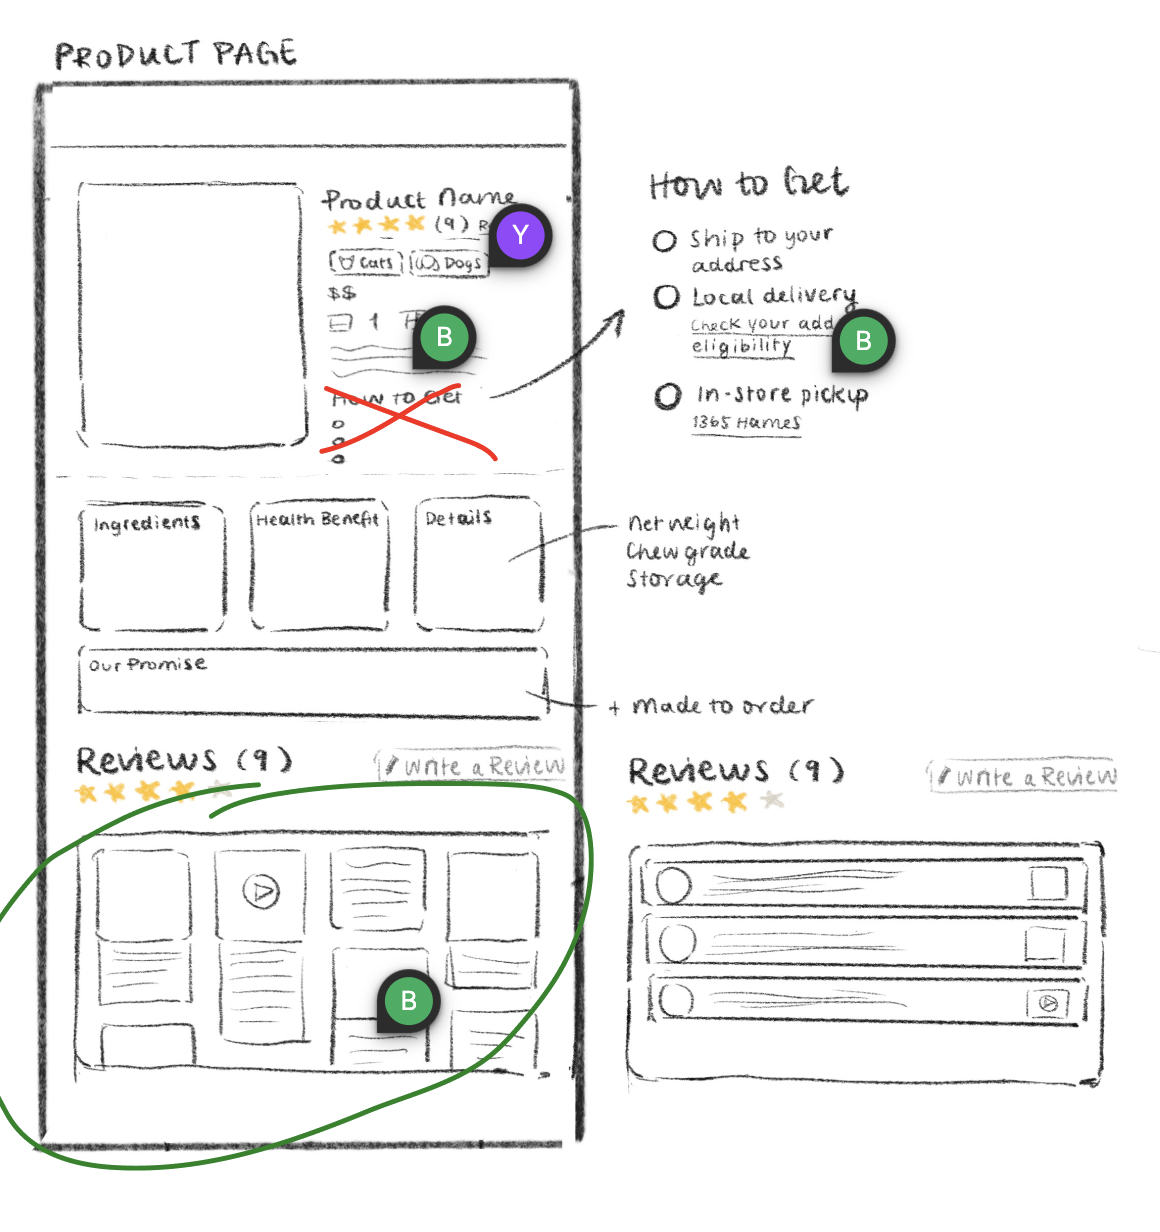 PRODUCT PAGE
Product Name
(9)
Y
Cats
Dogs
$$
1
B
How to Get
How to Get
Ship to your
address
Local delivery
Check your add
eligibility
B
In-store pickup
1365 Hames
Ingredients
Health Benefit
Details
Net weight
Chew grade
Storage
Our Promise
+ Made to order
Reviews (9)
Write a Review
B
Reviews (9)
Write a Review